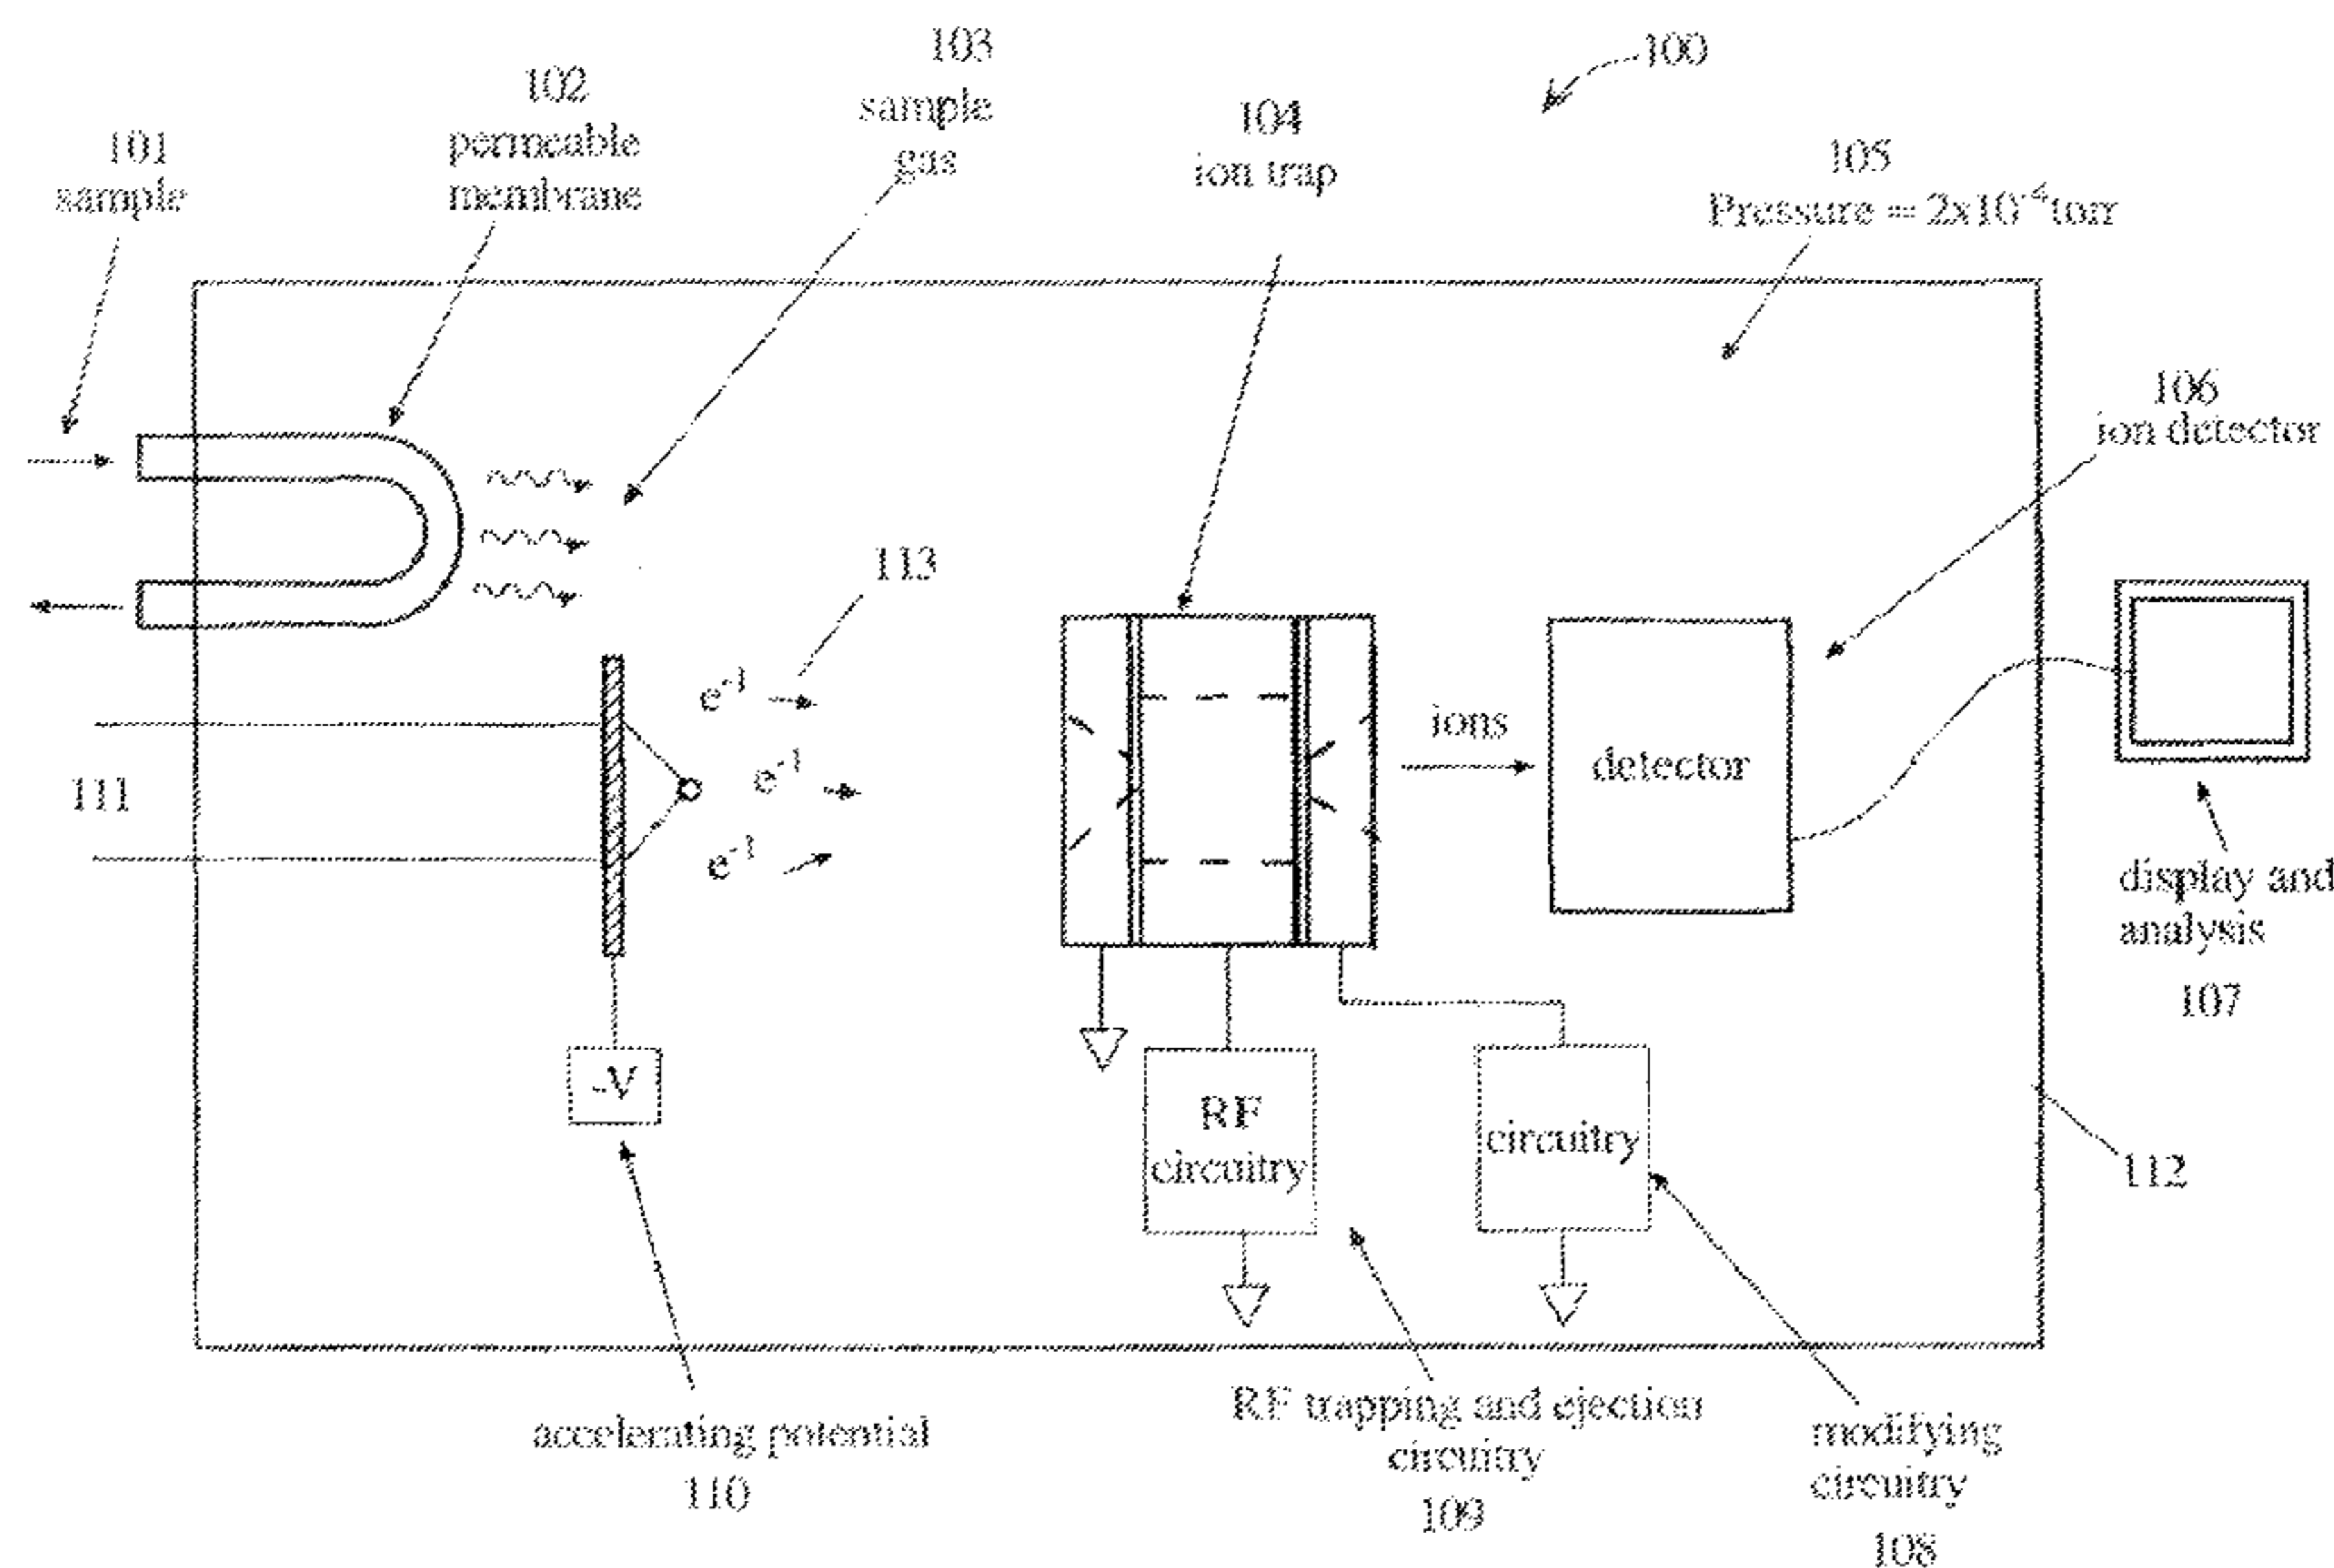 103
sample
gas
100
102
permeable
membrane
104
ion trap
101
sample
105
Pressure = 2x10⁻⁴torr
106
ion detector
113
e⁻¹
e⁻¹
e⁻¹
111
ions
detector
display and
analysis
107
-V
RF
circuitry
circuitry
112
accelerating potential
110
RF trapping and ejection
circuitry
109
modifying
circuitry
108